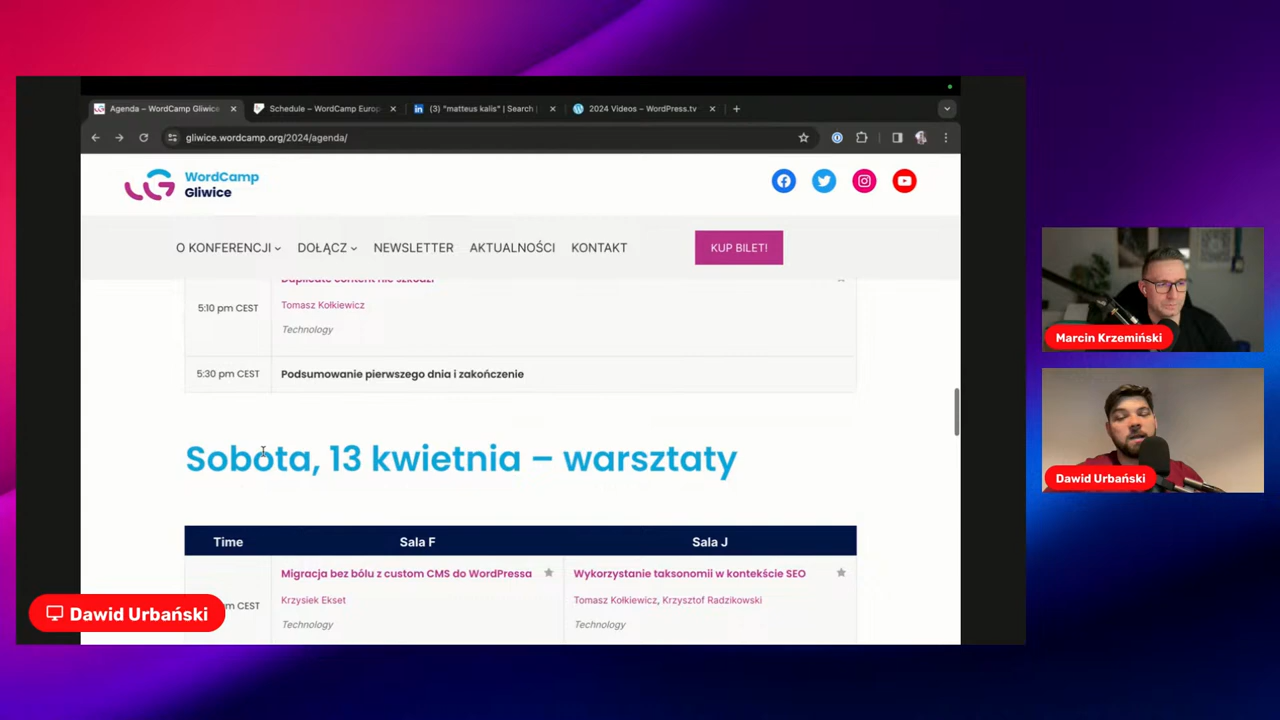 Agenda – WordCamp Gliwice
Schedule – WordCamp Europ
(3) "matteus kalis" | Search |
2024 Videos – WordPress.tv
gliwice.wordcamp.org/2024/agenda/
WordCamp
Gliwice
O KONFERENCJI
DOŁĄCZ
NEWSLETTER
AKTUALNOŚCI
KONTAKT
KUP BILET!
Duplicate content nie szkodzi
5:10 pm CEST
Tomasz Kołkiewicz
Technology
5:30 pm CEST
Podsumowanie pierwszego dnia i zakończenie
Sobota, 13 kwietnia – warsztaty
Time
Sala F
Sala J
Migracja bez bólu z custom CMS do WordPressa
Wykorzystanie taksonomii w kontekście SEO
m CEST
Krzysiek Ekset
Tomasz Kołkiewicz, Krzysztof Radzikowski
Technology
Technology
Dawid Urbański
Marcin Krzemiński
Dawid Urbański